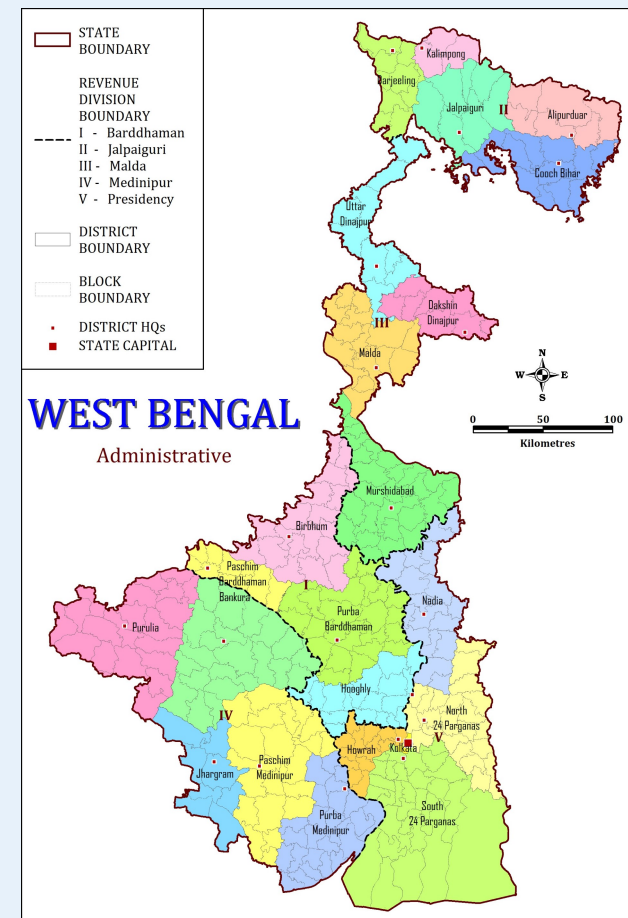 STATE
BOUNDARY
REVENUE
DIVISION
BOUNDARY
I - Barddhaman
II - Jalpaiguri
III - Malda
IV - Medinipur
V - Presidency
DISTRICT
BOUNDARY
BLOCK
BOUNDARY
DISTRICT HQs
STATE CAPITAL
WEST BENGAL
Administrative
Kalimpong
Darjeeling
Jalpaiguri
II
Alipurduar
Cooch Bihar
Uttar
Dinajpur
Dakshin
Dinajpur
III
Malda
N
W E
S
0 50 100
Kilometres
Murshidabad
Birbhum
Paschim
Barddhaman
I
Bankura
Purba
Barddhaman
Nadia
Purulia
Hooghly
North
24 Parganas
IV
V
Howrah
Kolkata
Jhargram
Paschim
Medinipur
Purba
Medinipur
South
24 Parganas